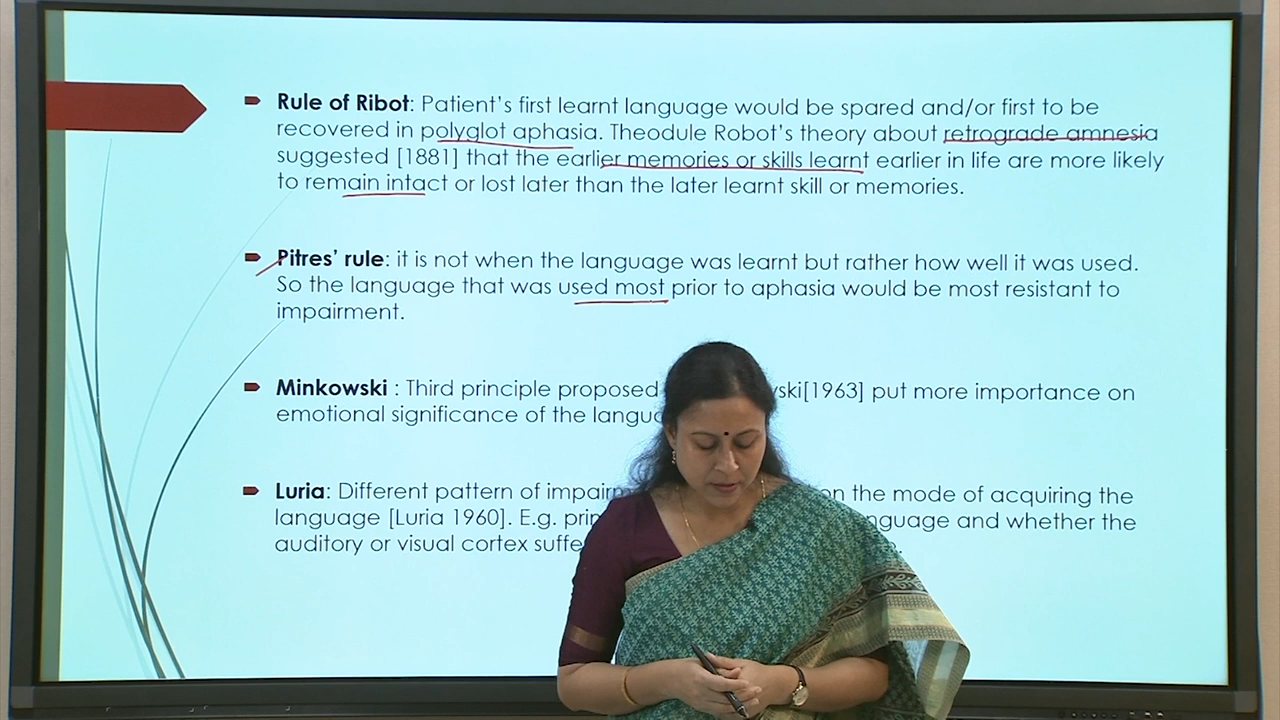 Rule of Ribot: Patient's first learnt language would be spared and/or first to be
recovered in polyglot aphasia. Theodule Robot's theory about retrograde amnesia
suggested [1881] that the earlier memories or skills learnt earlier in life are more likely
to remain intact or lost later than the later learnt skill or memories.
Pitres' rule: it is not when the language was learnt but rather how well it was used.
So the language that was used most prior to aphasia would be most resistant to
impairment.
Minkowski : Third principle proposed [1963] put more importance on
emotional significance of the
Luria: Different pattern of on the mode of acquiring the
language [Luria 1960]. E.g. and whether the
auditory or visual cortex